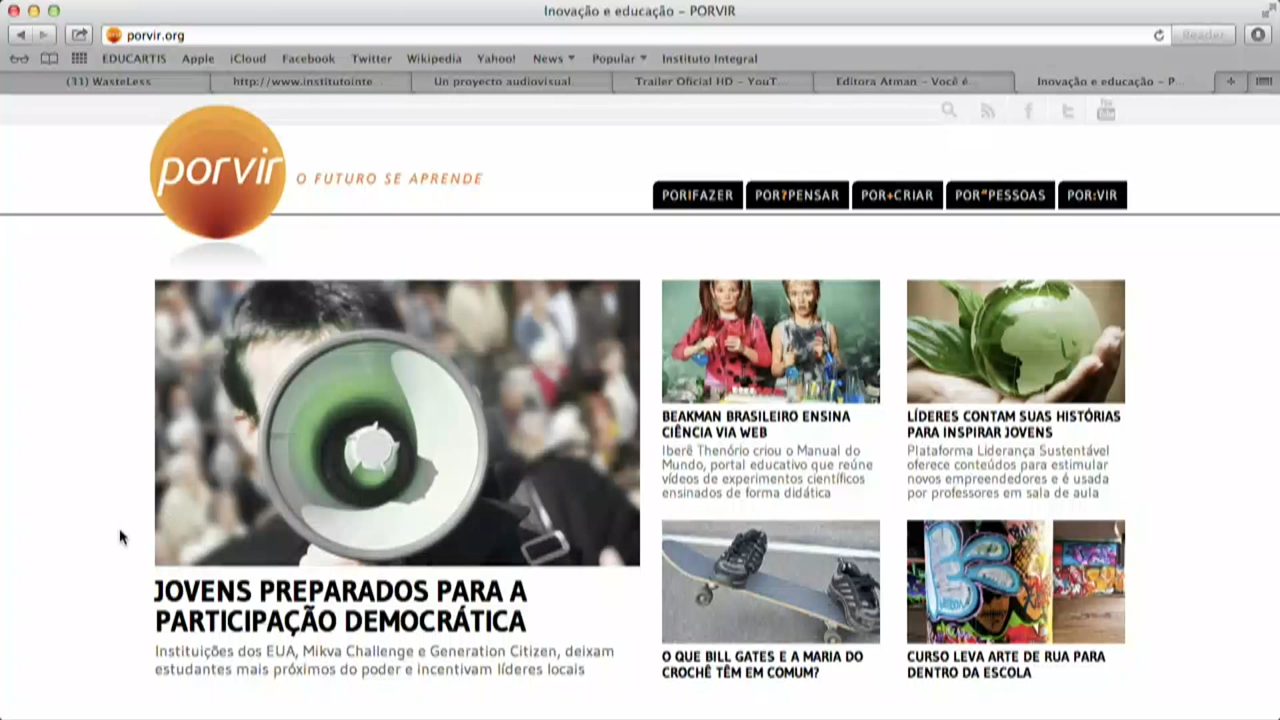 Inovação e educação – PORVIR
porvir.org
Reader
EDUCARTIS Apple iCloud Facebook Twitter Wikipedia Yahoo! News Popular Instituto Integral
(31) WasteLess
http://www.institutointe...
Un proyecto audiovisual
Trailer Oficial HD - YouT...
Editora Atman - Você é...
Inovação e educação – P...
porvir
O FUTURO SE APRENDE
POR!FAZER
POR?PENSAR
POR+CRIAR
POR"PESSOAS
POR:VIR
JOVENS PREPARADOS PARA A
PARTICIPAÇÃO DEMOCRÁTICA
Instituições dos EUA, Mikva Challenge e Generation Citizen, deixam
estudantes mais próximos do poder e incentivam líderes locais
BEAKMAN BRASILEIRO ENSINA
CIÊNCIA VIA WEB
Iberê Thenório criou o Manual do
Mundo, portal educativo que reúne
vídeos de experimentos científicos
ensinados de forma didática
LÍDERES CONTAM SUAS HISTÓRIAS
PARA INSPIRAR JOVENS
Plataforma Liderança Sustentável
oferece conteúdos para estimular
novos empreendedores e é usada
por professores em sala de aula
O QUE BILL GATES E A MARIA DO
CROCHÊ TÊM EM COMUM?
CURSO LEVA ARTE DE RUA PARA
DENTRO DA ESCOLA